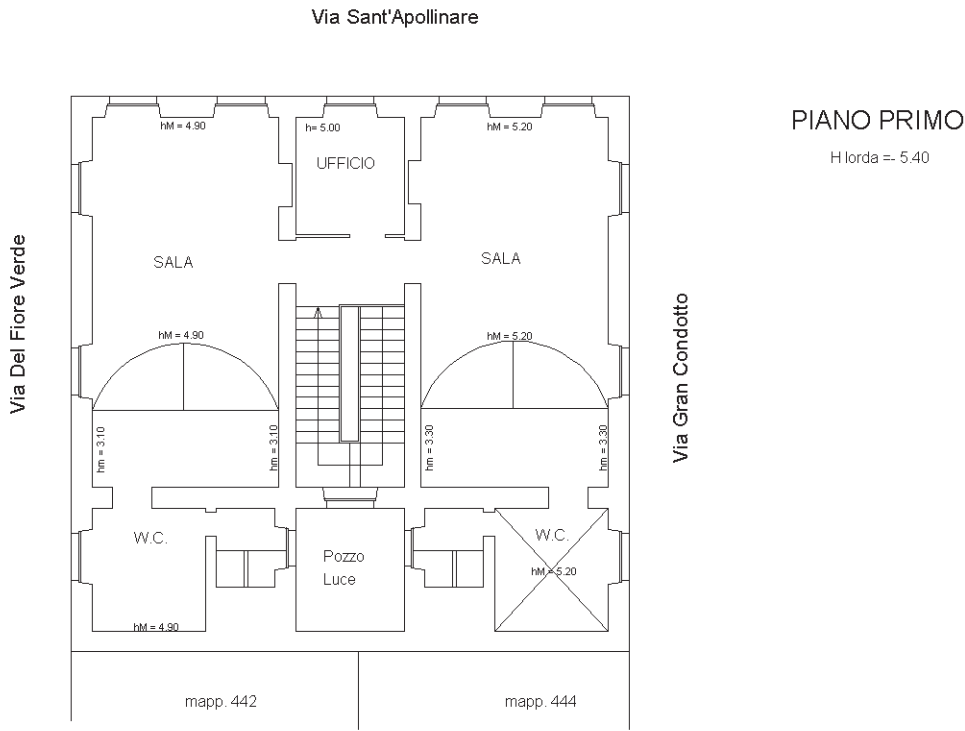 Via Sant'Apollinare
PIANO PRIMO
H lorda =- 5.40
hM = 4.90
h= 5.00
hM = 5.20
UFFICIO
Via Del Fiore Verde
SALA
SALA
Via Gran Condotto
hM = 4.90
hM = 5.20
hm = 3.10
hm = 3.10
hm = 3.30
hm = 3.30
W.C.
W.C.
Pozzo
Luce
hM = 5.20
hM = 4.90
mapp. 442
mapp. 444